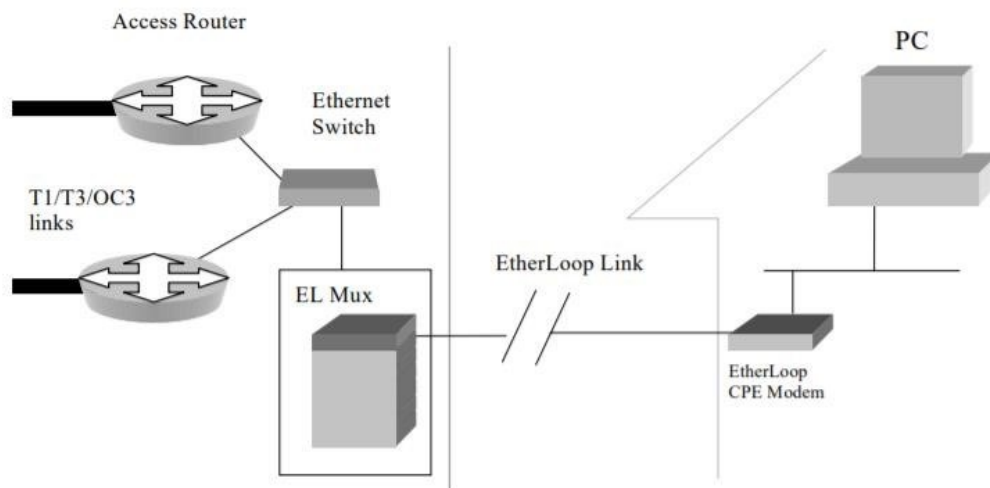 Access Router
Ethernet
Switch
T1/T3/OC3
links
EL Mux
EtherLoop Link
PC
EtherLoop
CPE Modem